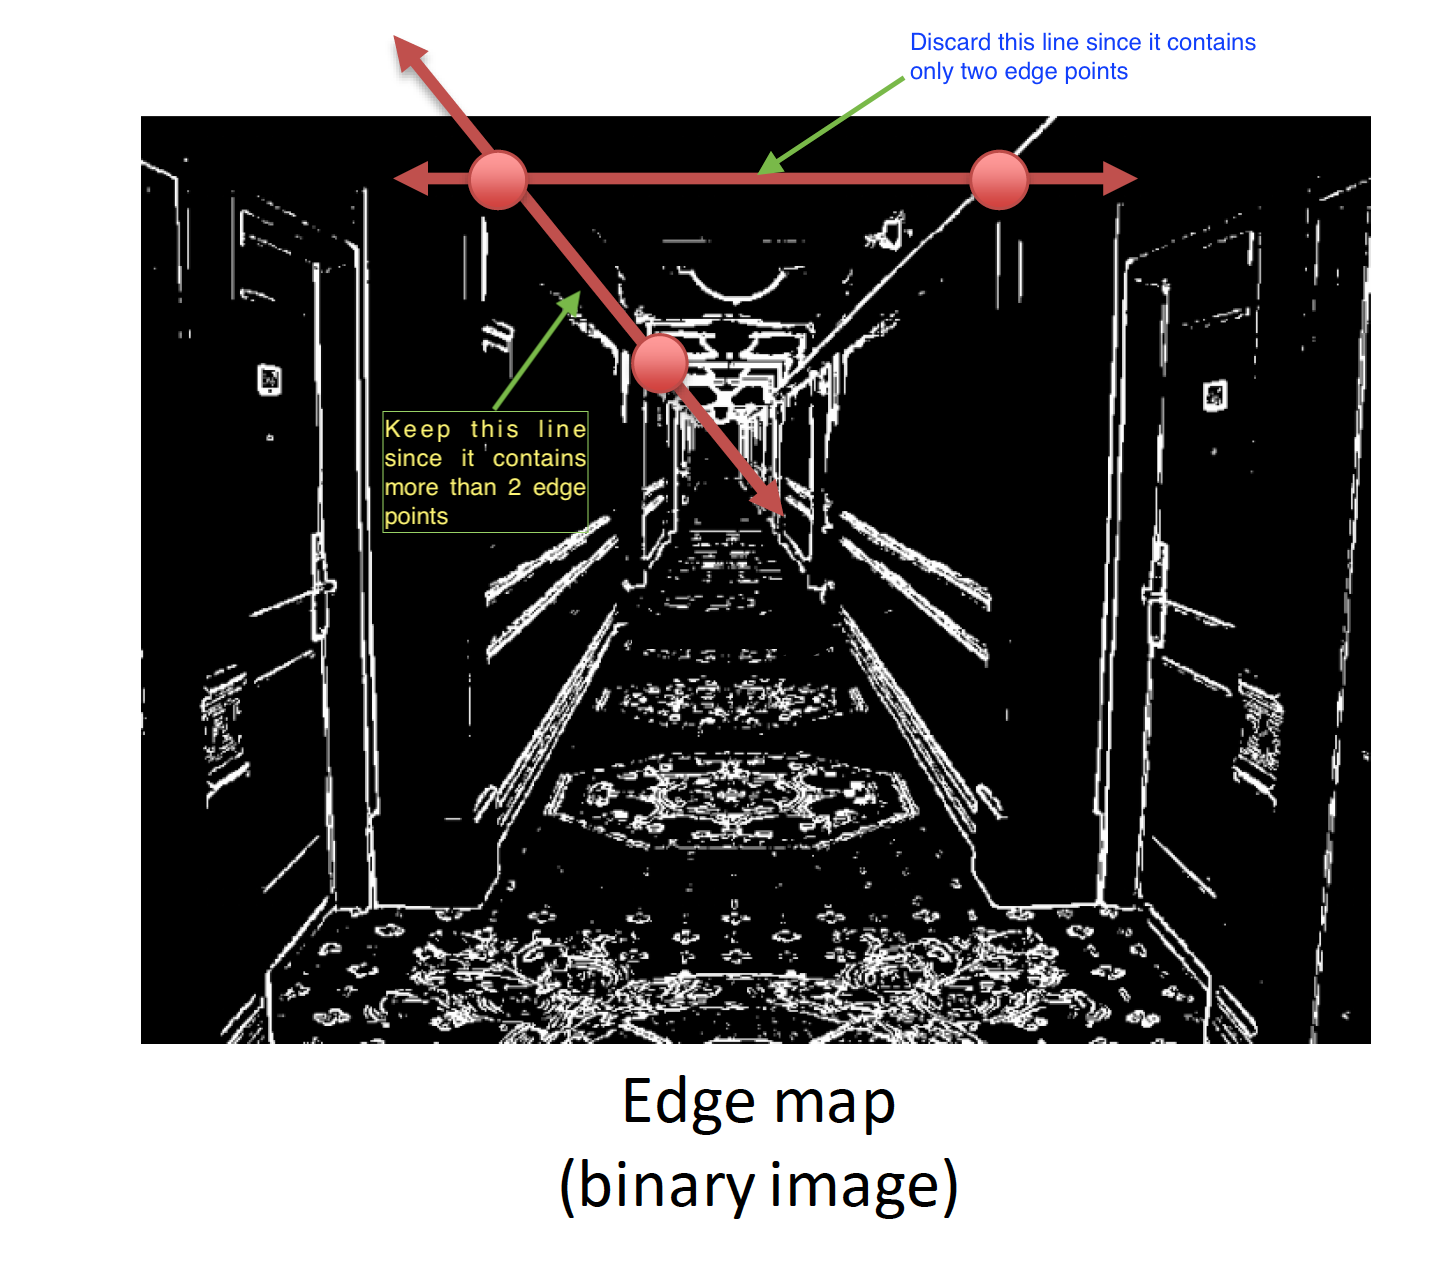 Discard this line since it contains
only two edge points
Keep this line
since it contains
more than 2 edge
points
Edge map
(binary image)